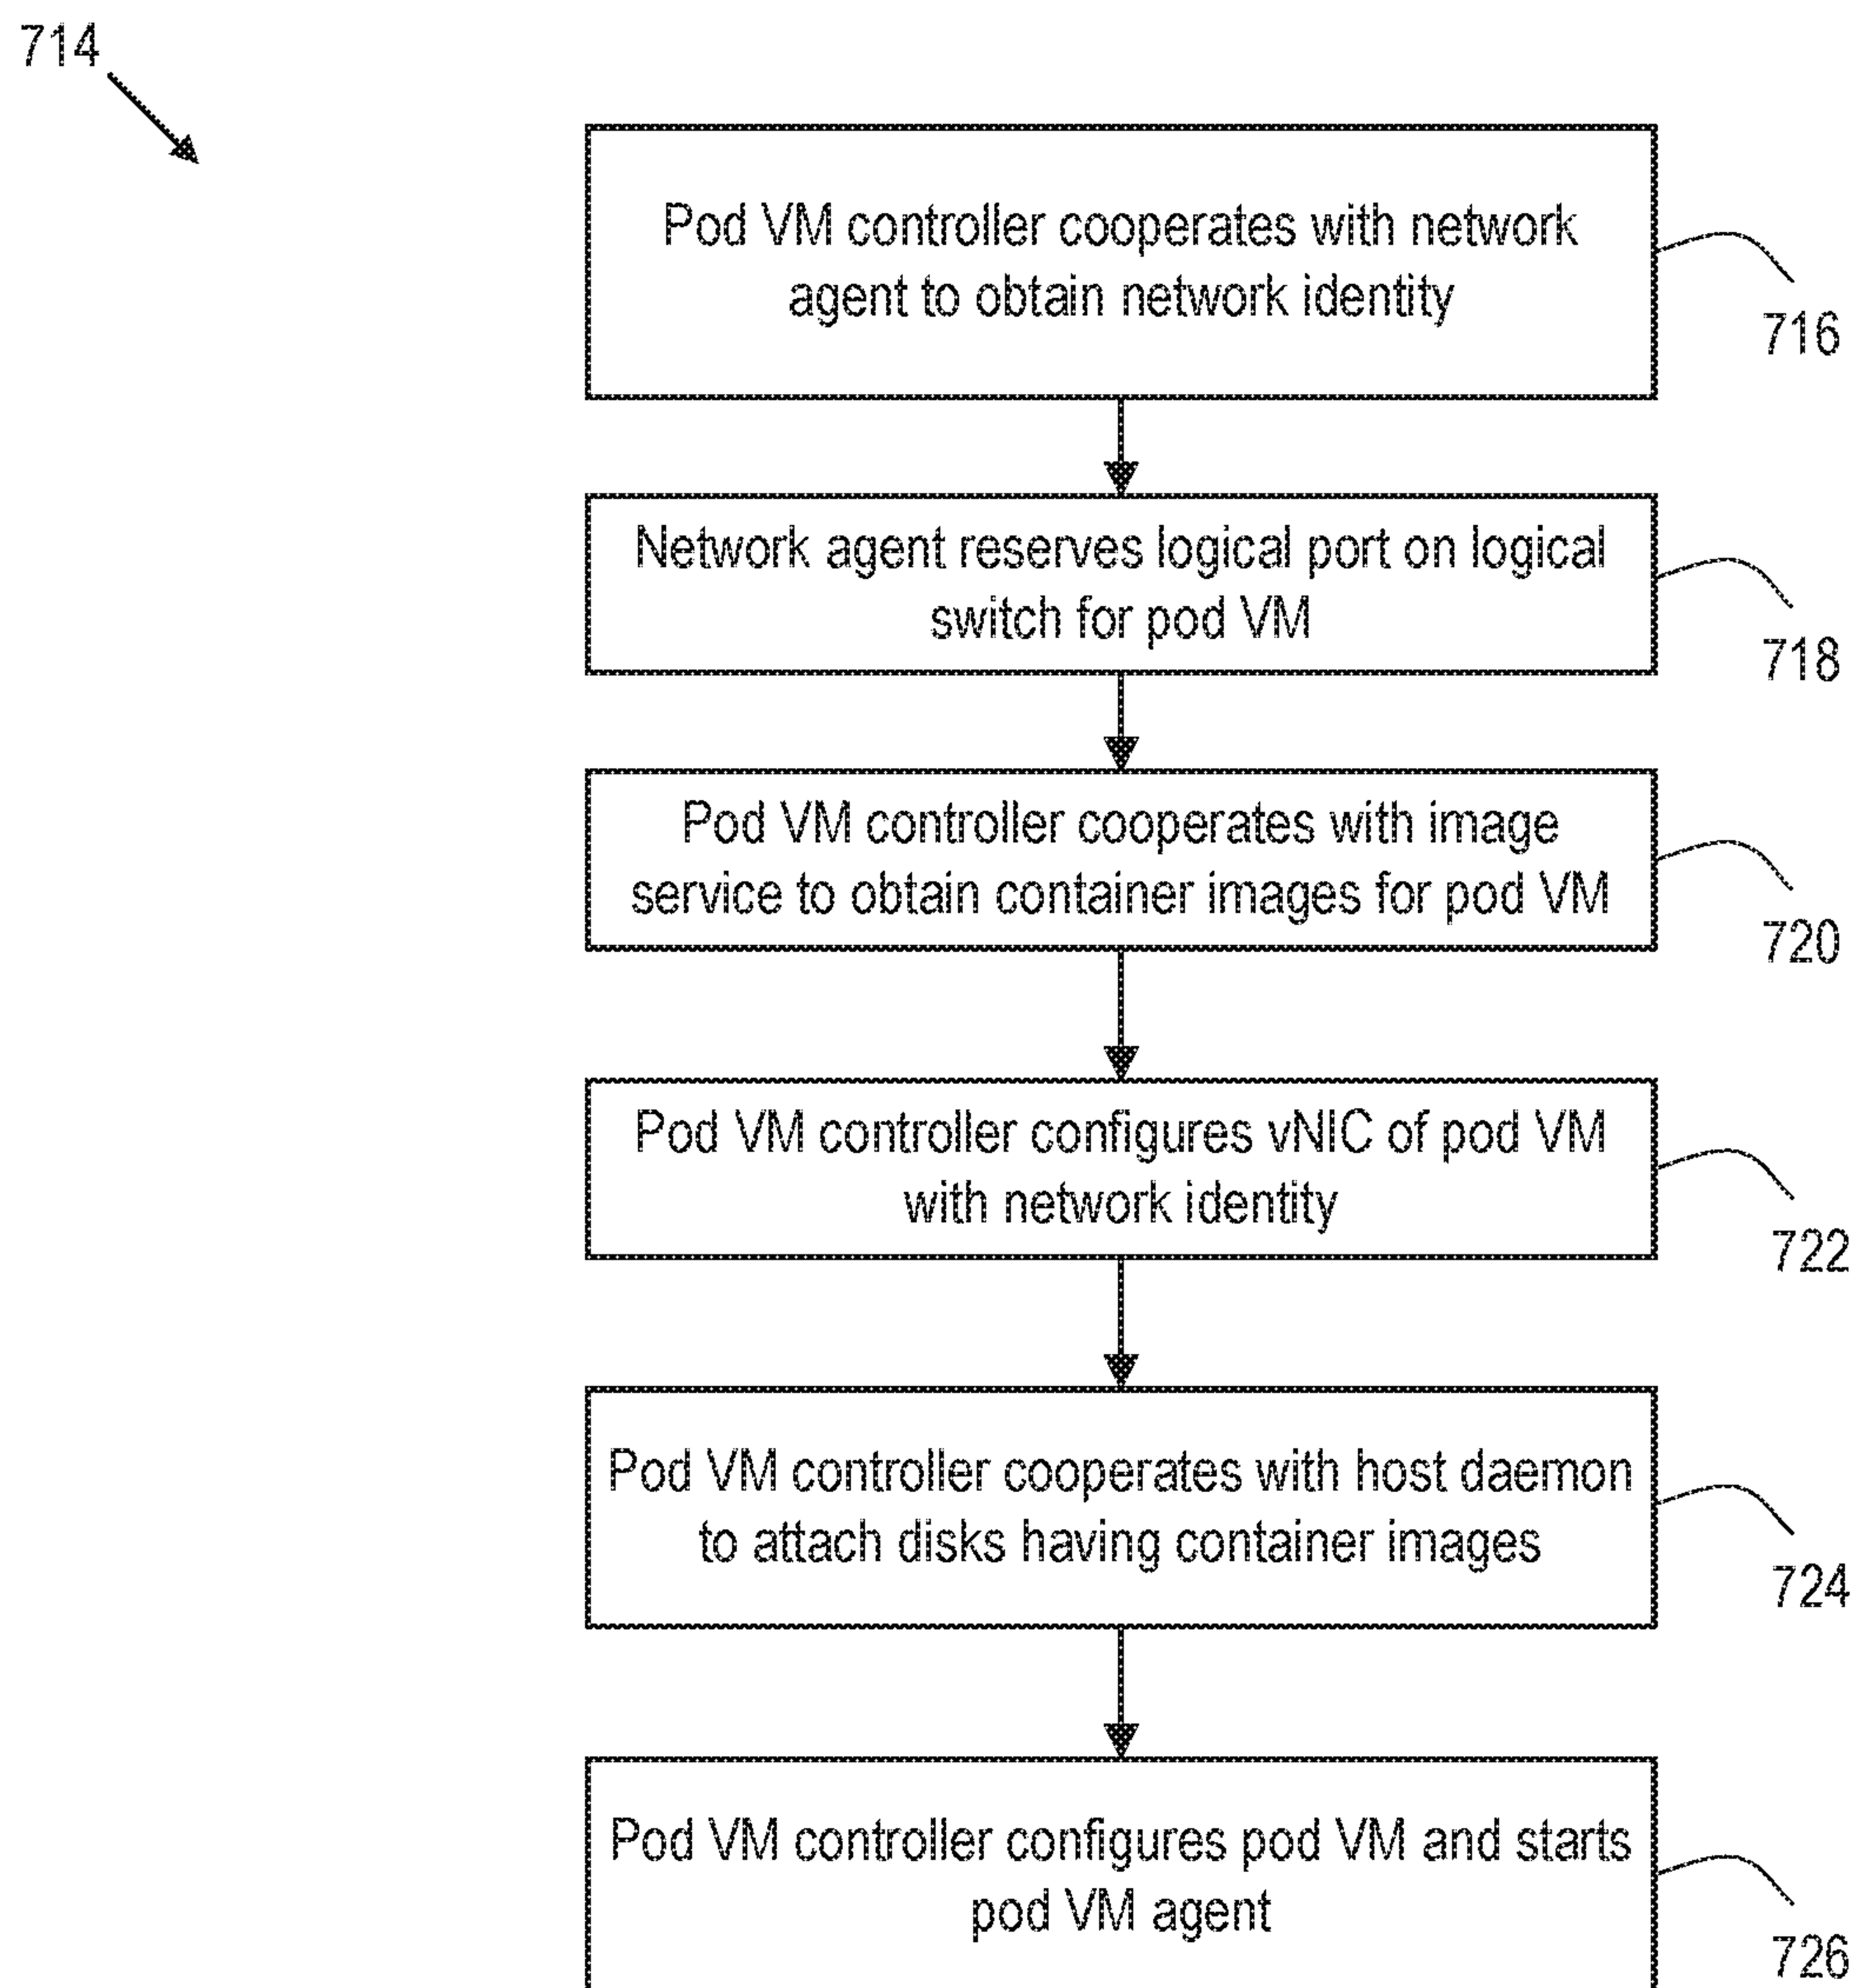 714
Pod VM controller cooperates with network
agent to obtain network identity
716
Network agent reserves logical port on logical
switch for pod VM
718
Pod VM controller cooperates with image
service to obtain container images for pod VM
720
Pod VM controller configures vNIC of pod VM
with network identity
722
Pod VM controller cooperates with host daemon
to attach disks having container images
724
Pod VM controller configures pod VM and starts
pod VM agent
726